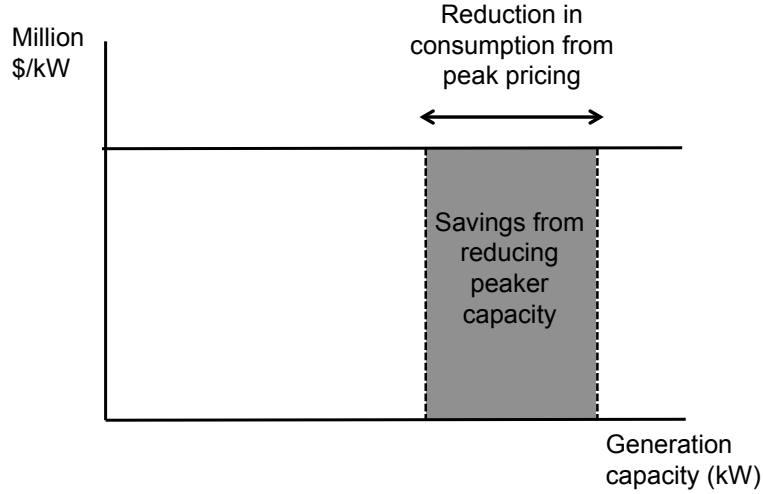 Million
$/kW
Reduction in
consumption from
peak pricing
Savings from
reducing
peaker
capacity
Generation
capacity (kW)